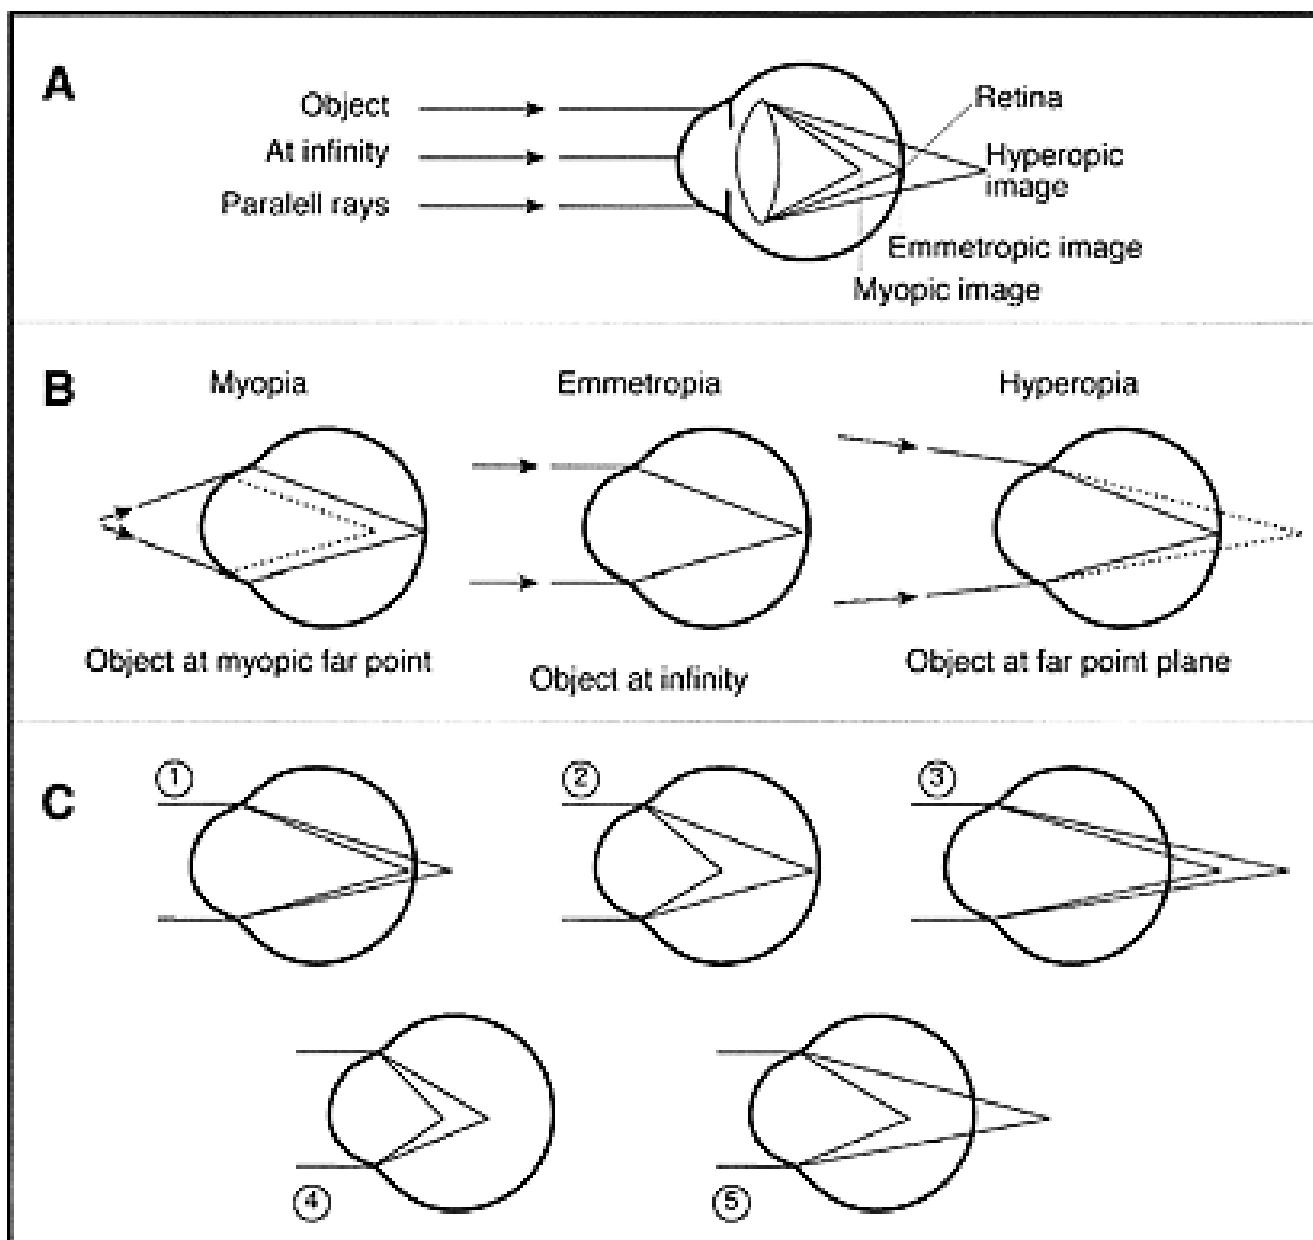 A
Object
At infinity
Paralell rays
Retina
Hyperopic
image
Emmetropic image
Myopic image
B
Myopia
Emmetropia
Hyperopia
Object at myopic far point
Object at infinity
Object at far point plane
C
1
2
3
4
5